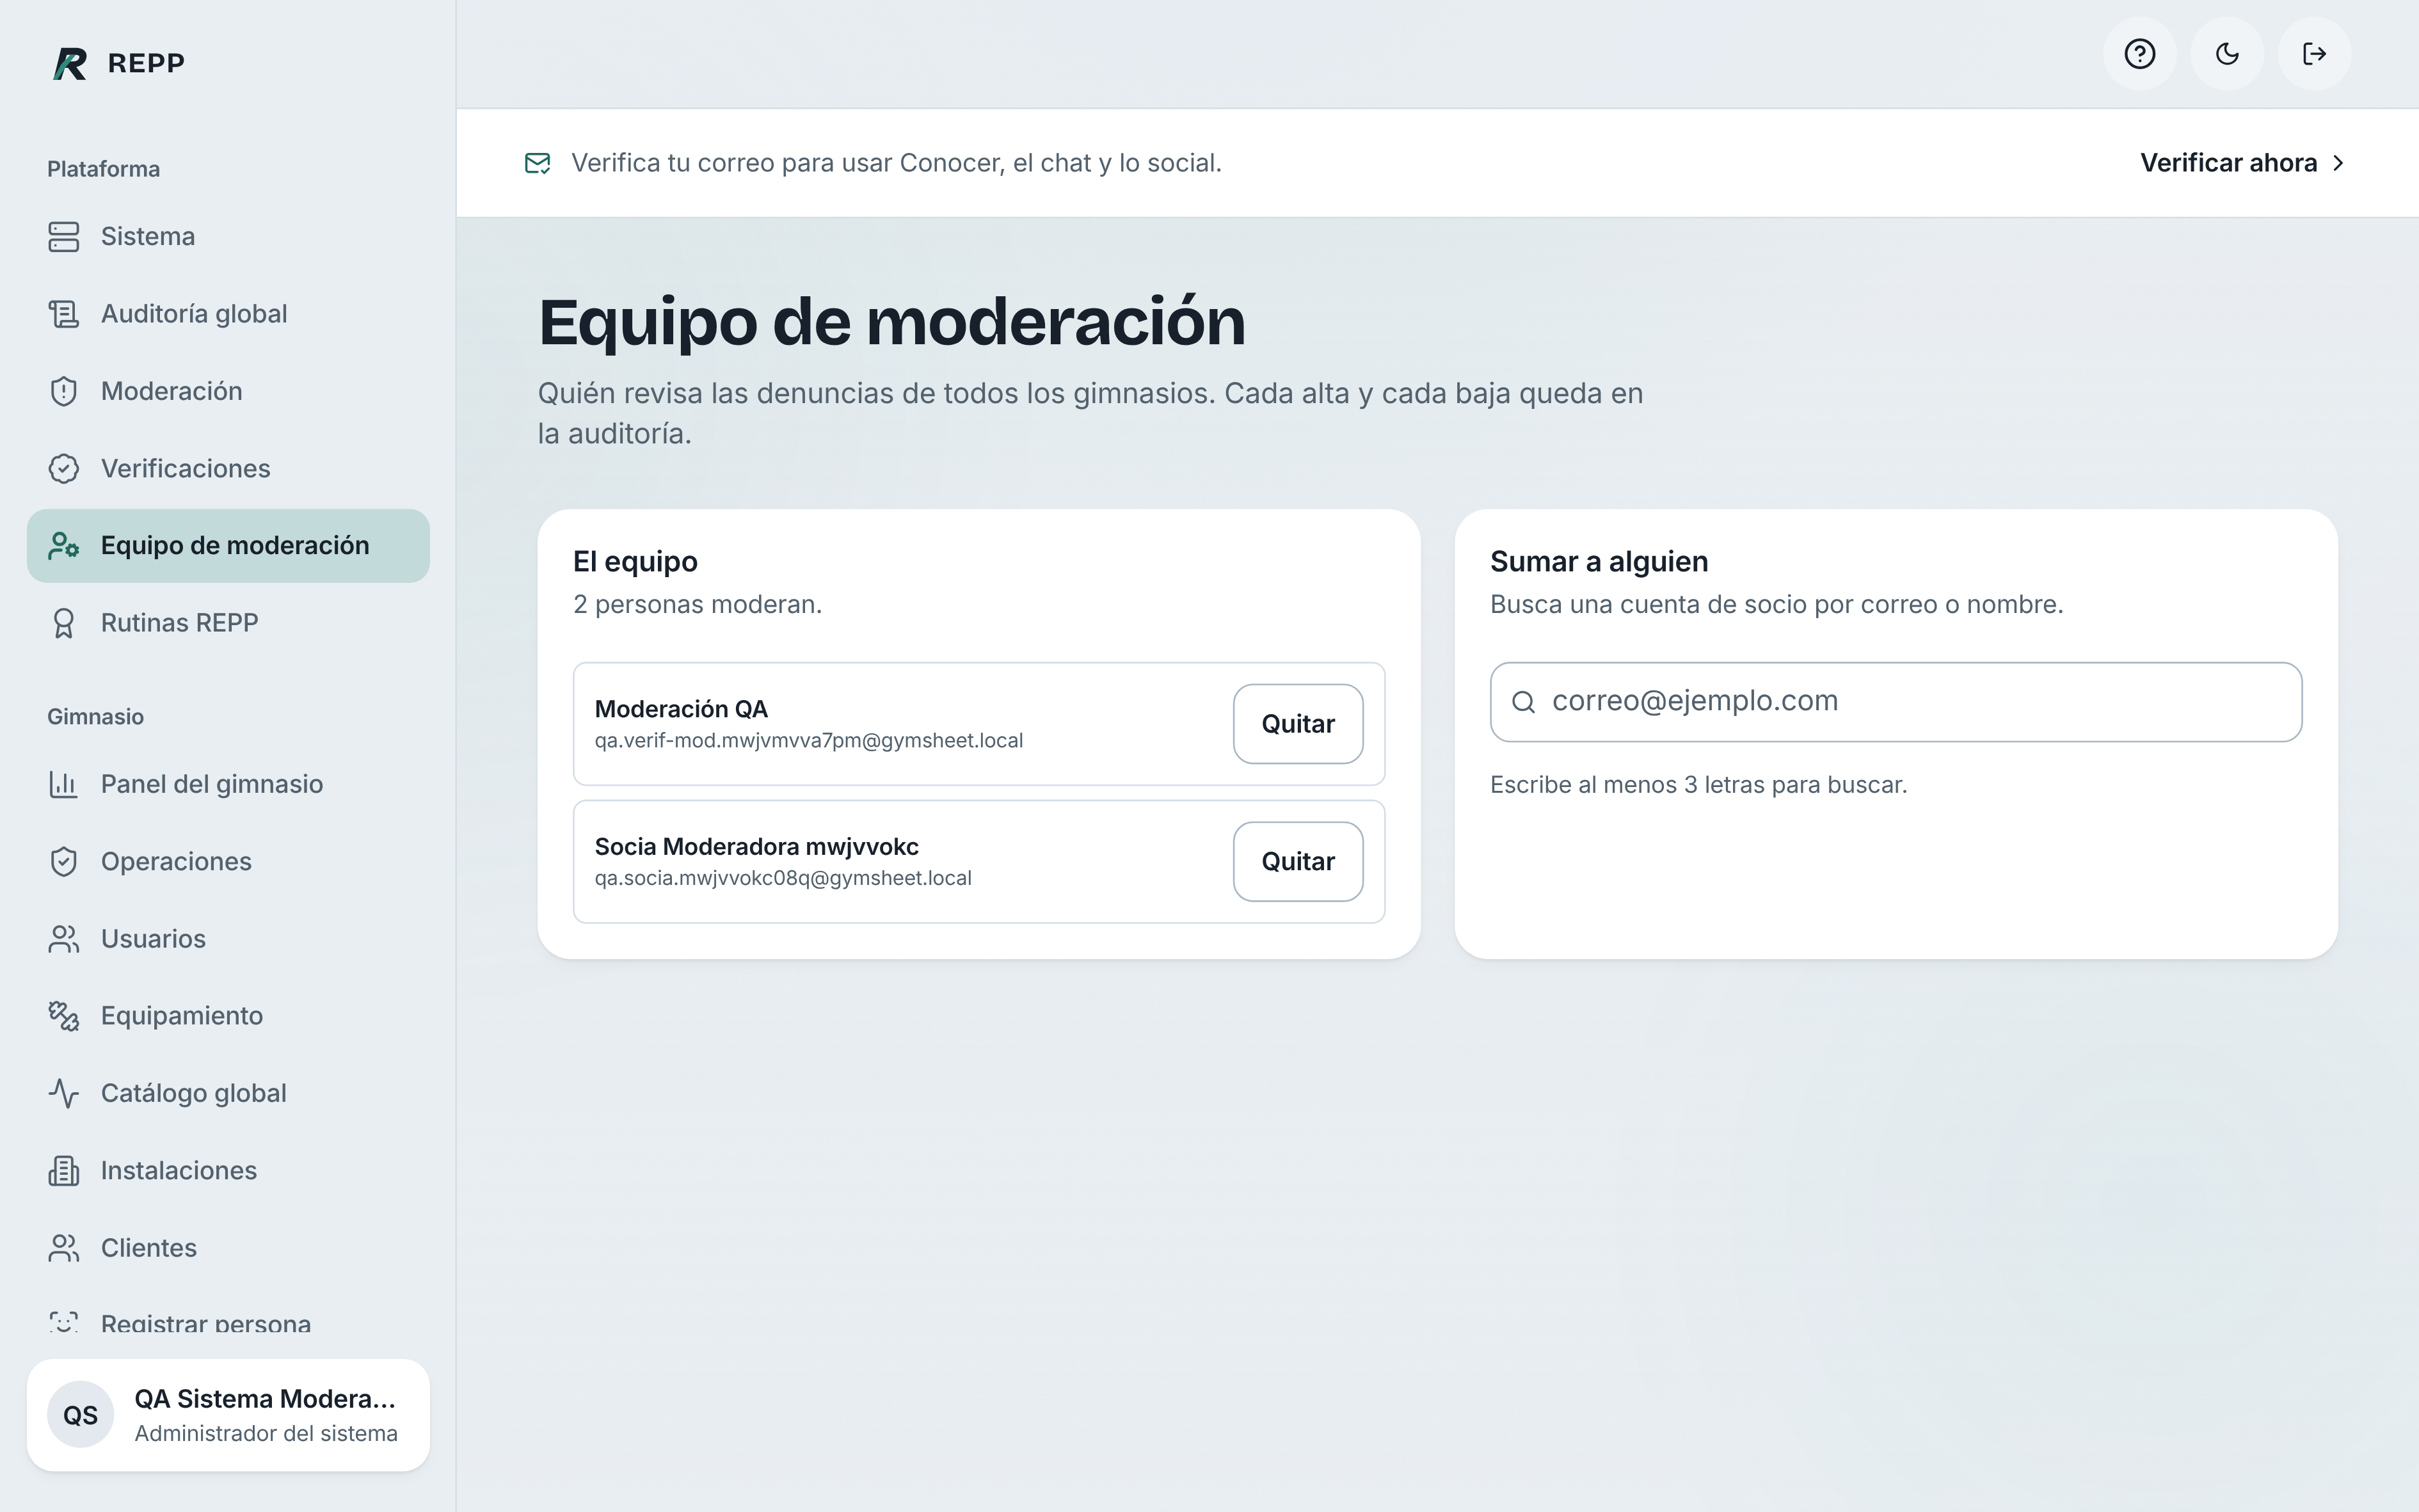 REPP
Plataforma
Sistema
Auditoría global
Moderación
Verificaciones
Equipo de moderación
Rutinas REPP
Gimnasio
Panel del gimnasio
Operaciones
Usuarios
Equipamiento
Catálogo global
Instalaciones
Clientes
Registrar persona
QS
QA Sistema Modera...
Administrador del sistema
Verifica tu correo para usar Conocer, el chat y lo social.
Verificar ahora
Equipo de moderación
Quién revisa las denuncias de todos los gimnasios. Cada alta y cada baja queda en
la auditoría.
El equipo
2 personas moderan.
Moderación QA
qa.verif-mod.mwjvmvva7pm@gymsheet.local
Quitar
Socia Moderadora mwjvvokc
qa.socia.mwjvvokc08q@gymsheet.local
Quitar
Sumar a alguien
Busca una cuenta de socio por correo o nombre.
correo@ejemplo.com
Escribe al menos 3 letras para buscar.